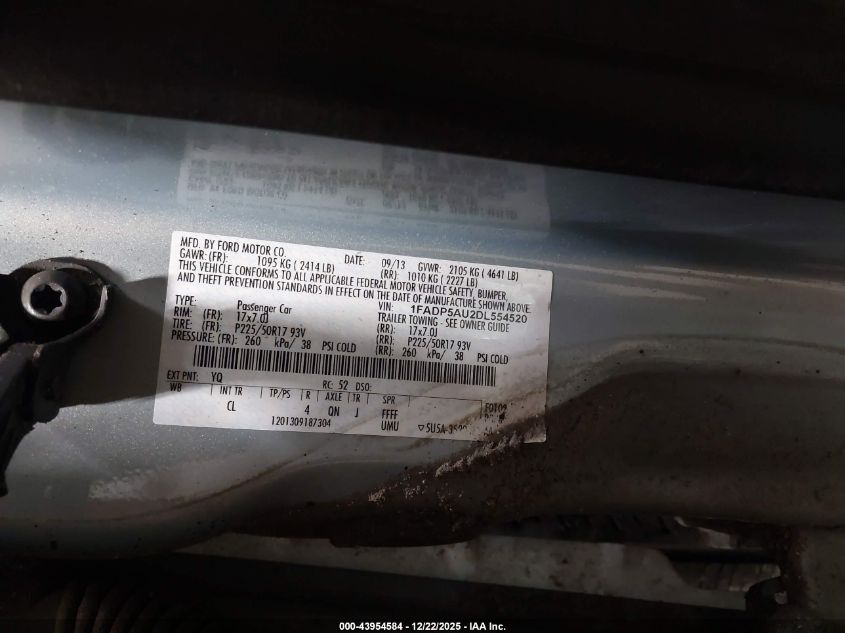 MFD. BY FORD MOTOR CO.
DATE: 09/13 GVWR: 2105 KG ( 4641 LB)
GAWR: (FR): 1095 KG ( 2414 LB) (RR): 1010 KG ( 2227 LB)
THIS VEHICLE CONFORMS TO ALL APPLICABLE FEDERAL MOTOR VEHICLE SAFETY, BUMPER,
AND THEFT PREVENTION STANDARDS IN EFFECT ON THE DATE OF MANUFACTURE SHOWN ABOVE.
VIN: 1FADP5AU2DL554520
TYPE: Passenger Car TRAILER TOWING - SEE OWNER GUIDE
RIM: (FR): 17x7.0J (RR): 17x7.0J
TIRE: (FR): P225/50R17 93V (RR): P225/50R17 93V
PRESSURE: (FR): 260 kPa/ 38 PSI COLD (RR): 260 kPa/ 38 PSI COLD
EXT PNT: YQ RC: 52 DSO:
WB INT TR TP/PS R AXLE TR SPR
CL 4 QN J FFFF
1201309187304 UMU ▽5U5A
000-43954584 - 12/22/2025 - IAA Inc.